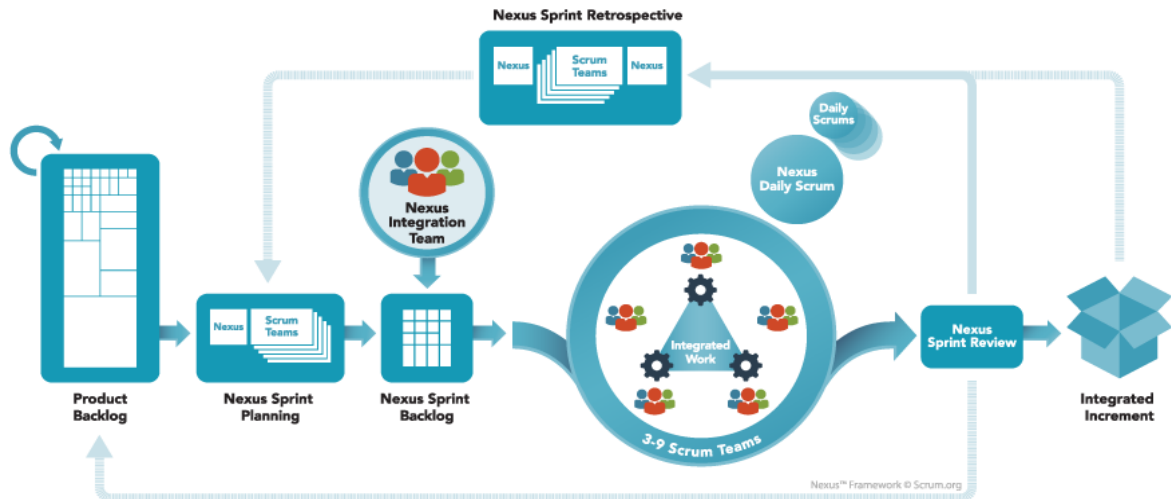 Nexus Sprint Retrospective
Nexus
Scrum
Teams
Nexus
Daily
Scrums
Nexus
Daily Scrum
Nexus
Integration
Team
Nexus
Scrum
Teams
Integrated
Work
Nexus
Sprint Review
Product
Backlog
Nexus Sprint
Planning
Nexus Sprint
Backlog
3-9 Scrum Teams
Integrated
Increment
Nexus™ Framework © Scrum.org